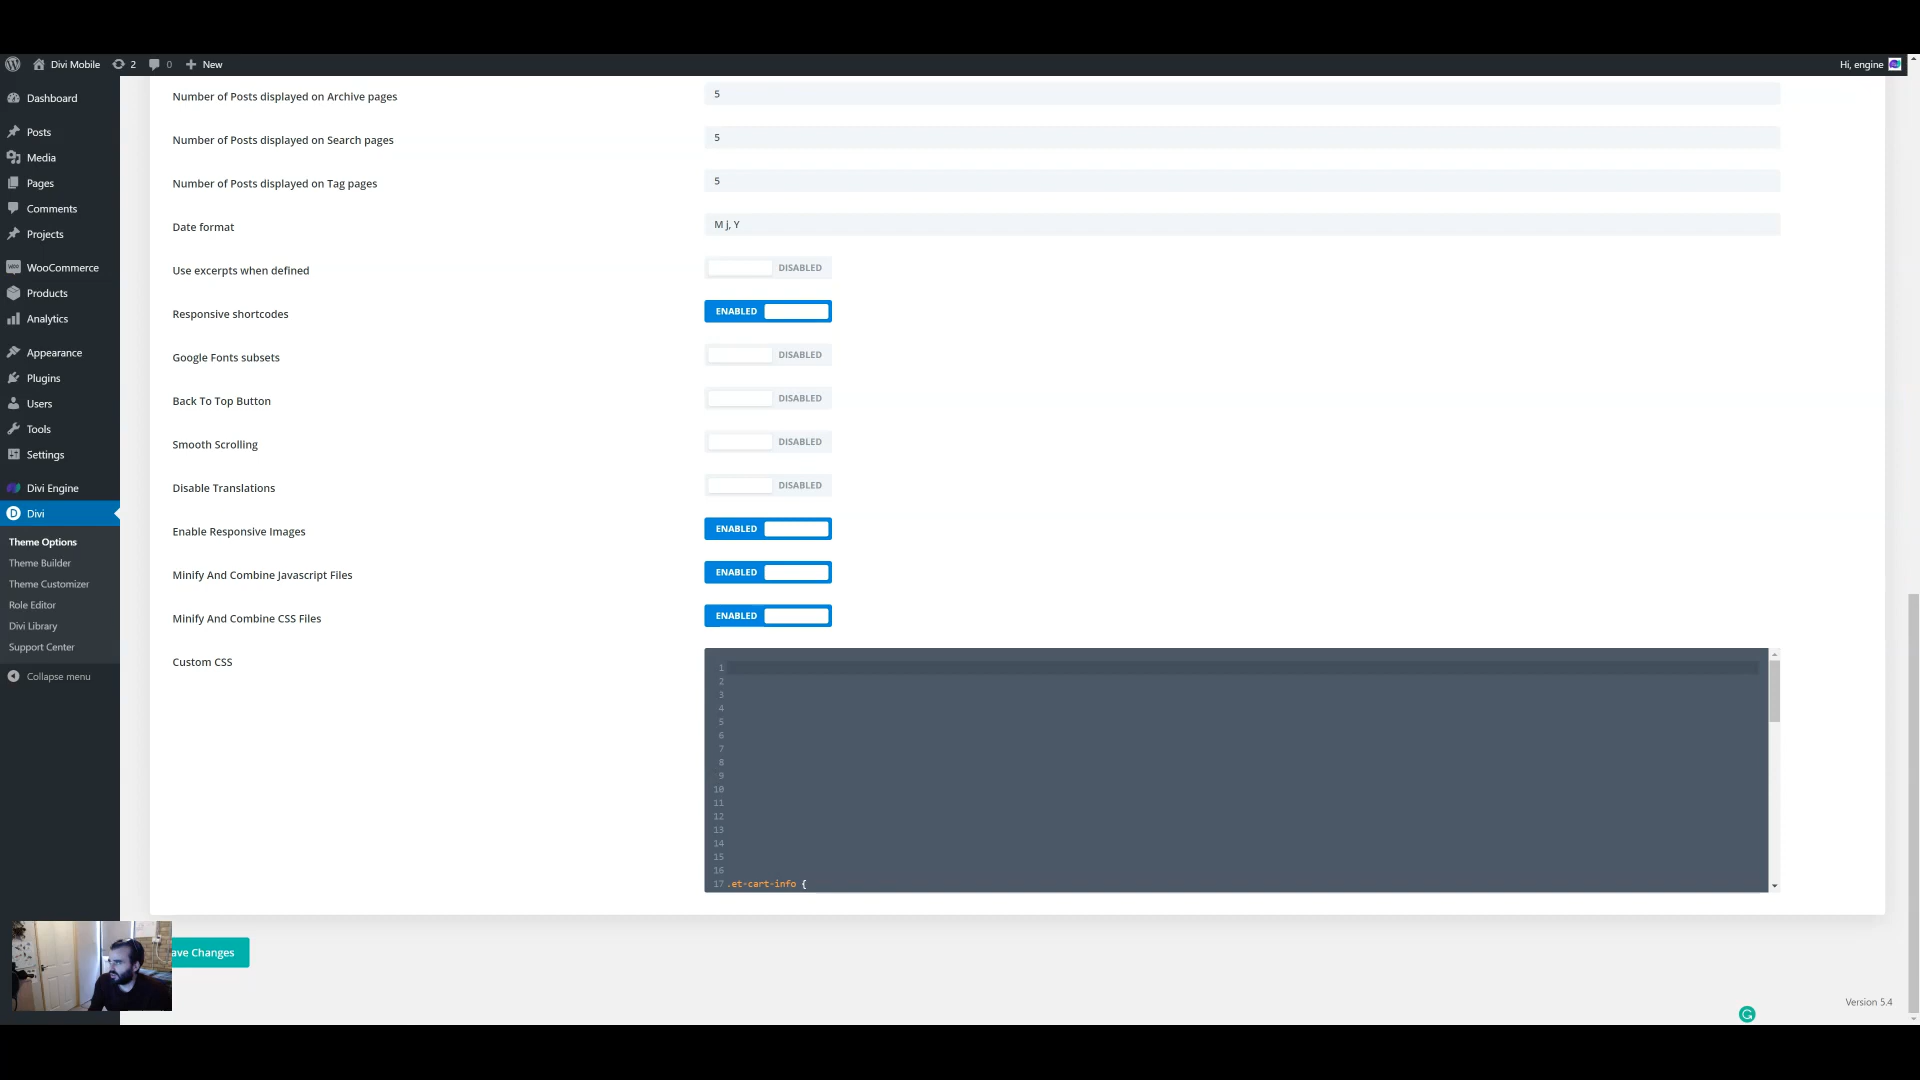 Divi Mobile 2 0 New Hi, engine
Dashboard
Posts
Media
Pages
Comments
Projects
WooCommerce
Products
Analytics
Appearance
Plugins
Users
Tools
Settings
Divi Engine
Divi
Theme Options
Theme Builder
Theme Customizer
Role Editor
Divi Library
Support Center
Collapse menu
Number of Posts displayed on Archive pages 5
Number of Posts displayed on Search pages 5
Number of Posts displayed on Tag pages 5
Date format M j, Y
Use excerpts when defined DISABLED
Responsive shortcodes ENABLED
Google Fonts subsets DISABLED
Back To Top Button DISABLED
Smooth Scrolling DISABLED
Disable Translations DISABLED
Enable Responsive Images ENABLED
Minify And Combine Javascript Files ENABLED
Minify And Combine CSS Files ENABLED
Custom CSS
1
2
3
4
5
6
7
8
9
10
11
12
13
14
15
16
17 .et-cart-info {
ave Changes
Version 5.4